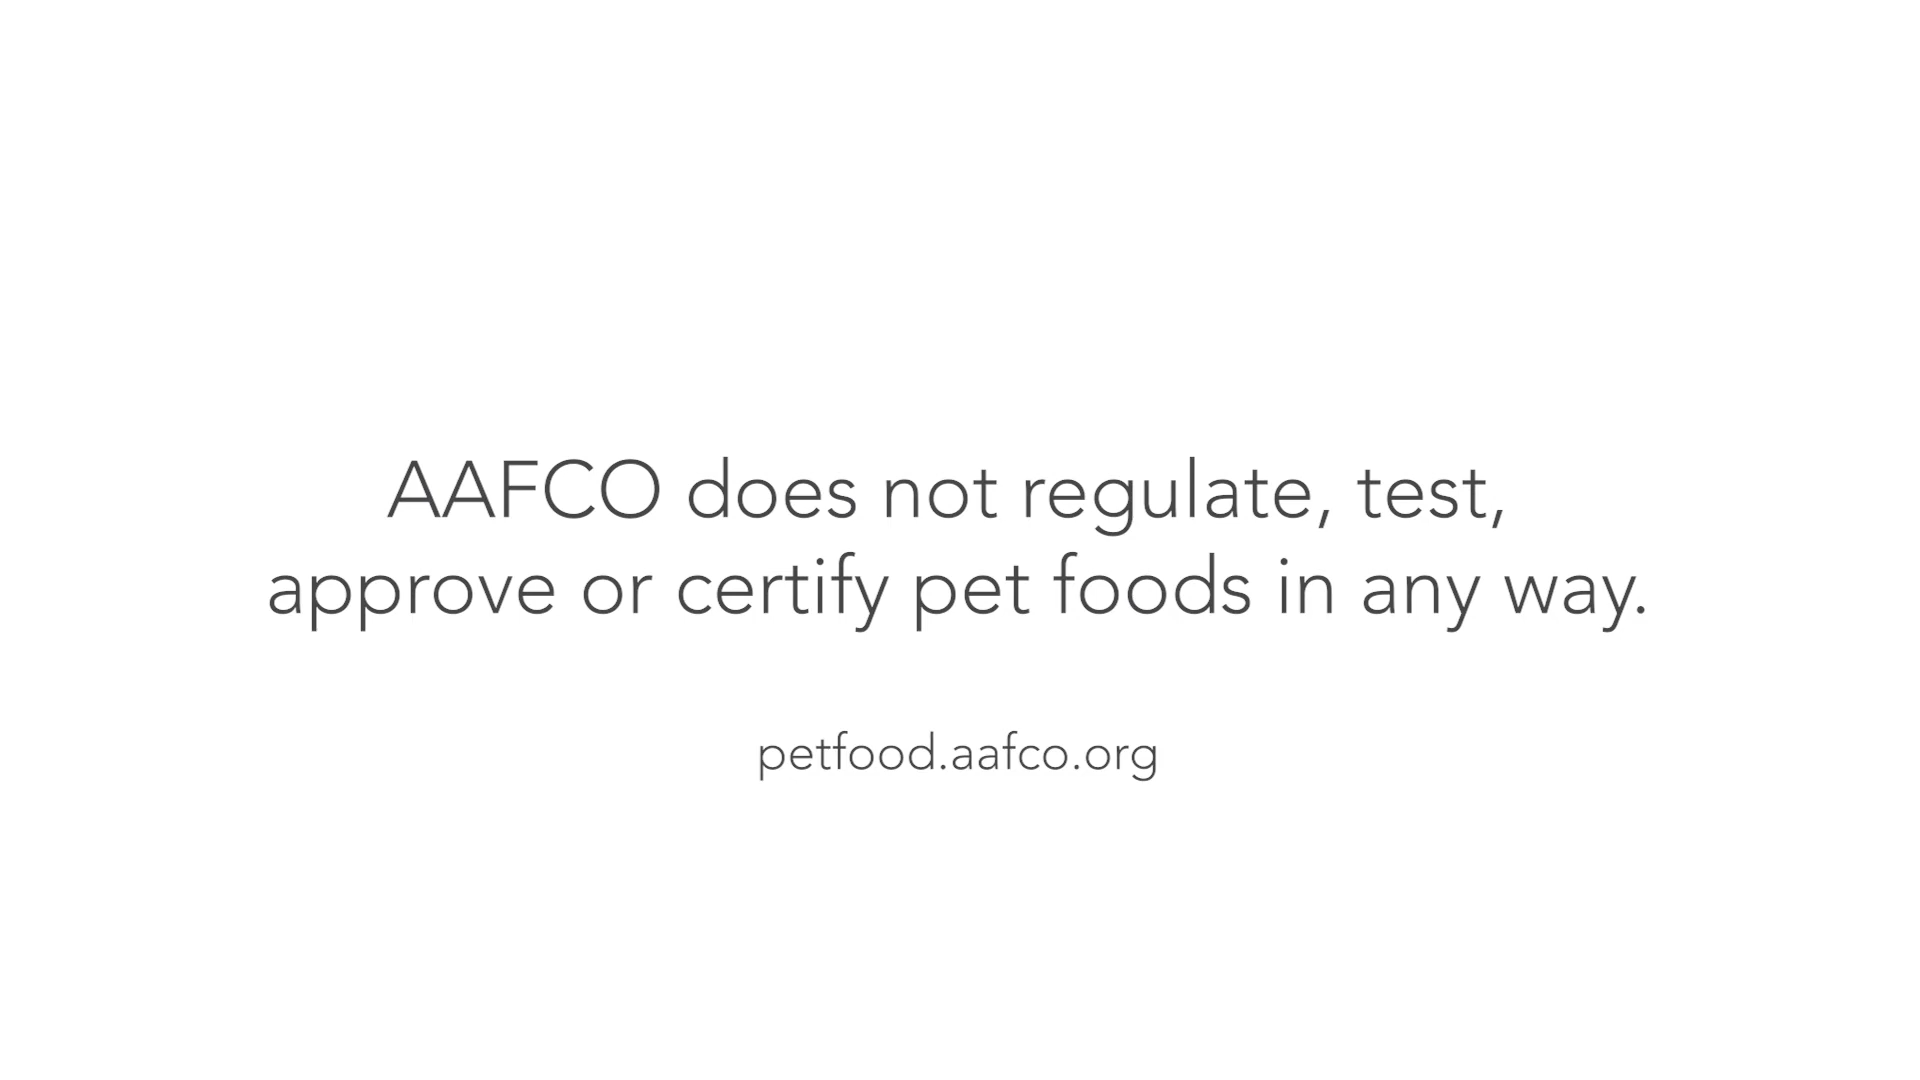 AAFCO does not regulate, test,
approve or certify pet foods in any way.
petfood.aafco.org